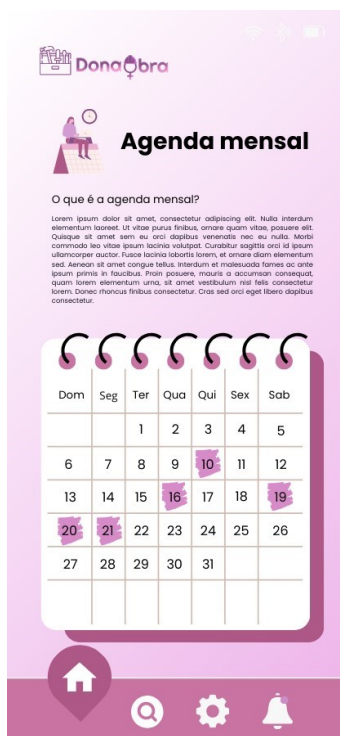 Dona Obra
Agenda mensal
O que é a agenda mensal?
Lorem ipsum dolor sit amet, consectetur adipiscing elit. Nulla interdum
elementum laoreet. Ut vitae purus finibus, ornare quam vitae, posuere elit.
Quisque sit amet sem eu orci dapibus venenatis nec eu nulla. Morbi
commodo leo vitae ipsum lacinia volutpat. Curabitur sagittis orci id ipsum
ullamcorper auctor. Fusce lacinia lobortis lorem, et ornare diam elementum
sed. Aenean sit amet congue tellus. Interdum et malesuada fames ac ante
ipsum primis in faucibus. Proin posuere, mauris a accumsan consequat,
quam lorem elementum urna, sit amet vestibulum nisl felis consectetur
lorem. Donec rhoncus finibus consectetur. Cras sed orci eget libero dapibus
consectetur.
Dom Seg Ter Qua Qui Sex Sab
1 2 3 4 5
6 7 8 9 10 11 12
13 14 15 16 17 18 19
20 21 22 23 24 25 26
27 28 29 30 31